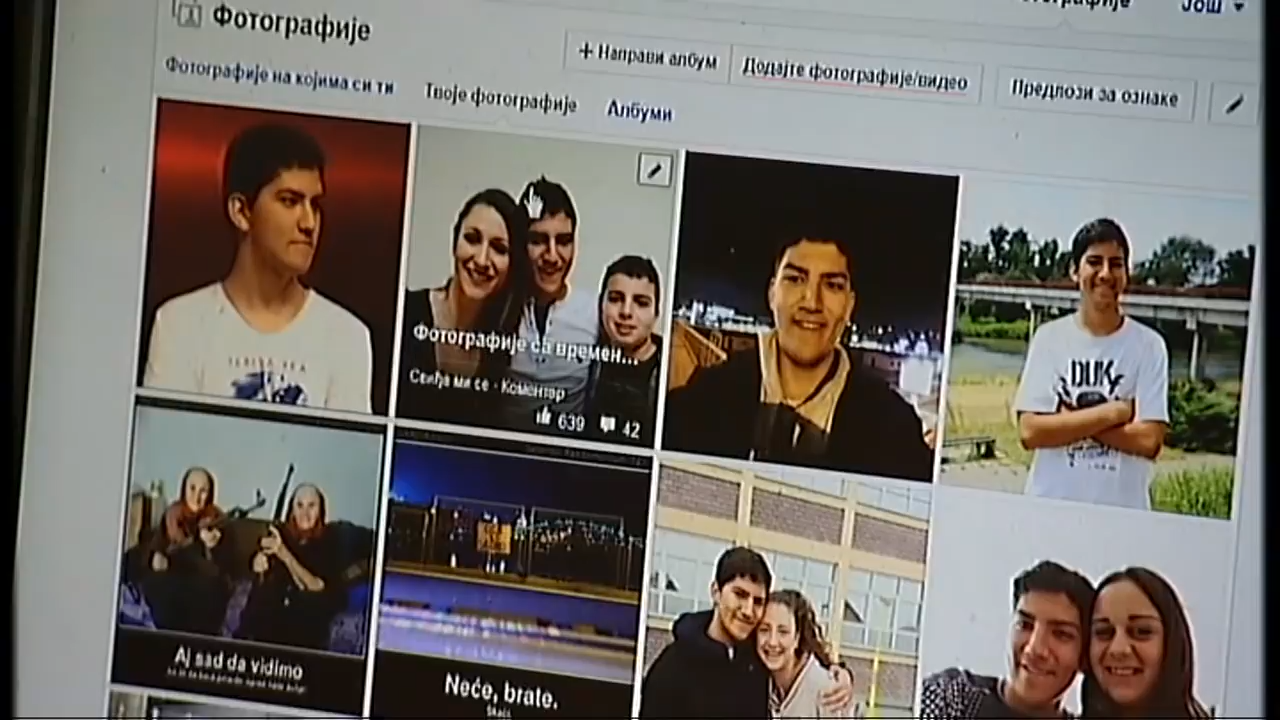 Још
Фотографије
+ Направи албум
Додајте фотографије/видео
Предлози за ознаке
Фотографије на којима си ти
Твоје фотографије
Албуми
Фотографије са времен...
Свиђа ми се · Коментар
639
42
DUK
Aj sad da vidimo
Neće, brate.